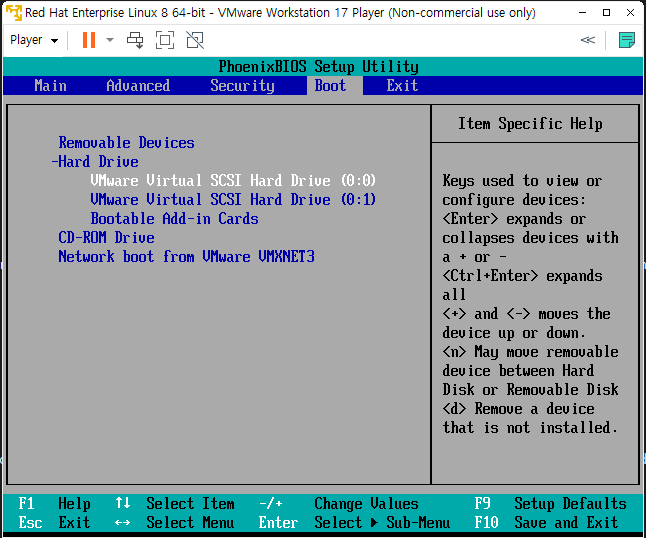 Red Hat Enterprise Linux 8 64-bit - VMware Workstation 17 Player (Non-commercial use only)
Player
PhoenixBIOS Setup Utility
Main Advanced Security Boot Exit
Removable Devices
-Hard Drive
VMware Virtual SCSI Hard Drive (0:0)
VMware Virtual SCSI Hard Drive (0:1)
Bootable Add-in Cards
CD-ROM Drive
Network boot from VMware VMXNET3
Item Specific Help
Keys used to view or
configure devices:
<Enter> expands or
collapses devices with
a + or -
<Ctrl+Enter> expands
all
<+> and <-> moves the
device up or down.
<n> May move removable
device between Hard
Disk or Removable Disk
<d> Remove a device
that is not installed.
F1 Help ↑↓ Select Item -/+ Change Values F9 Setup Defaults
Esc Exit ↔ Select Menu Enter Select ▶ Sub-Menu F10 Save and Exit